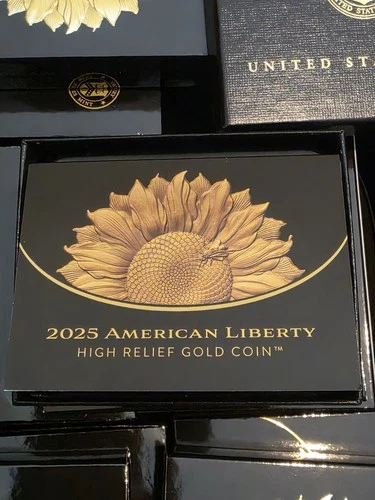 UNITED STA
2025 AMERICAN LIBERTY
HIGH RELIEF GOLD COIN™